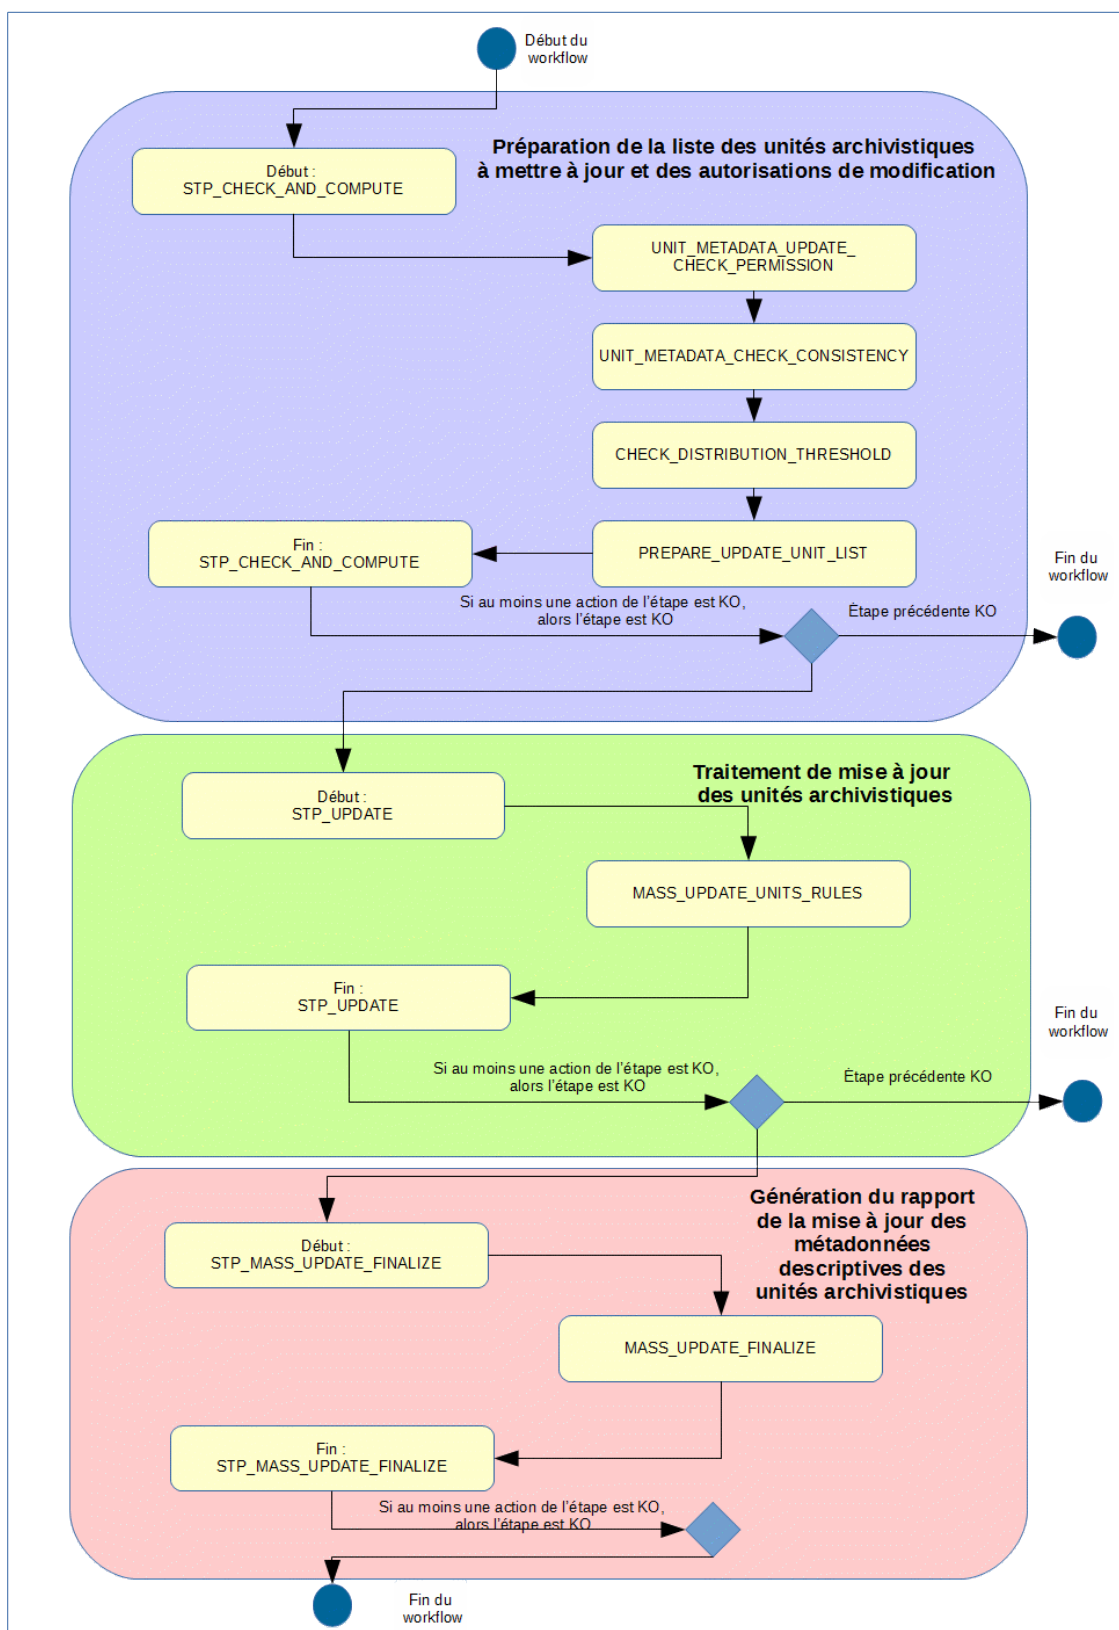 Début du
workflow
Préparation de la liste des unités archivistiques
à mettre à jour et des autorisations de modification
Début :
STP_CHECK_AND_COMPUTE
UNIT_METADATA_UPDATE_
CHECK_PERMISSION
UNIT_METADATA_CHECK_CONSISTENCY
CHECK_DISTRIBUTION_THRESHOLD
Fin :
STP_CHECK_AND_COMPUTE
PREPARE_UPDATE_UNIT_LIST
Fin du
workflow
Si au moins une action de l'étape est KO,
alors l'étape est KO
Étape précédente KO
Traitement de mise à jour
des unités archivistiques
Début :
STP_UPDATE
MASS_UPDATE_UNITS_RULES
Fin :
STP_UPDATE
Fin du
workflow
Si au moins une action de l'étape est KO,
alors l'étape est KO
Étape précédente KO
Génération du rapport
de la mise à jour des
métadonnées
descriptives des
unités archivistiques
Début :
STP_MASS_UPDATE_FINALIZE
MASS_UPDATE_FINALIZE
Fin :
STP_MASS_UPDATE_FINALIZE
Si au moins une action de l'étape est KO,
alors l'étape est KO
Fin du
workflow